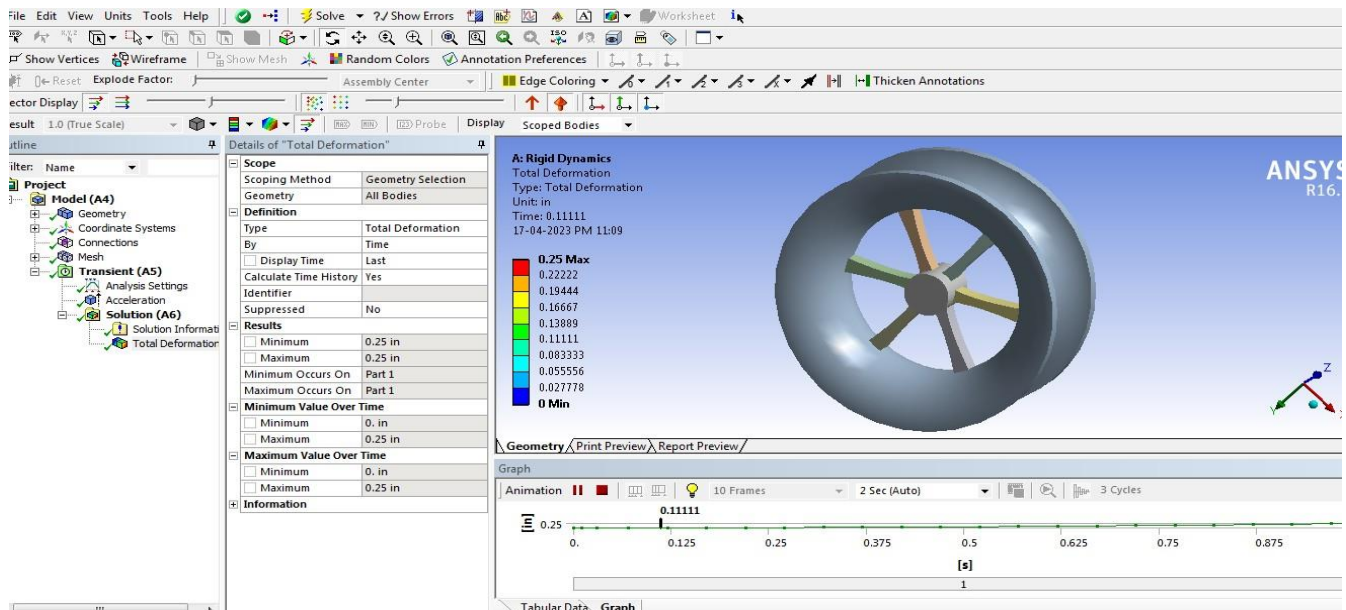 File Edit View Units Tools Help Solve ?/ Show Errors Worksheet
Show Vertices Wireframe Show Mesh Random Colors Annotation Preferences
Reset Explode Factor: Assembly Center Edge Coloring Thicken Annotations
ector Display
esult 1.0 (True Scale) Probe Display Scoped Bodies
utline
ilter: Name
Project
Model (A4)
Geometry
Coordinate Systems
Connections
Mesh
Transient (A5)
Analysis Settings
Acceleration
Solution (A6)
Solution Informati
Total Deformation
Details of "Total Deformation"
Scope
Scoping Method Geometry Selection
Geometry All Bodies
Definition
Type Total Deformation
By Time
Display Time Last
Calculate Time History Yes
Identifier
Suppressed No
Results
Minimum 0.25 in
Maximum 0.25 in
Minimum Occurs On Part 1
Maximum Occurs On Part 1
Minimum Value Over Time
Minimum 0. in
Maximum 0.25 in
Maximum Value Over Time
Minimum 0. in
Maximum 0.25 in
Information
A: Rigid Dynamics
Total Deformation
Type: Total Deformation
Unit: in
Time: 0.11111
17-04-2023 PM 11:09
0.25 Max
0.22222
0.19444
0.16667
0.13889
0.11111
0.083333
0.055556
0.027778
0 Min
ANSYS
R16.
Z
Y
Geometry Print Preview Report Preview
Graph
Animation 10 Frames 2 Sec (Auto) 3 Cycles
0.11111
[in] 0.25
0. 0.125 0.25 0.375 0.5 0.625 0.75 0.875
[s]
1
Tabular Data Graph